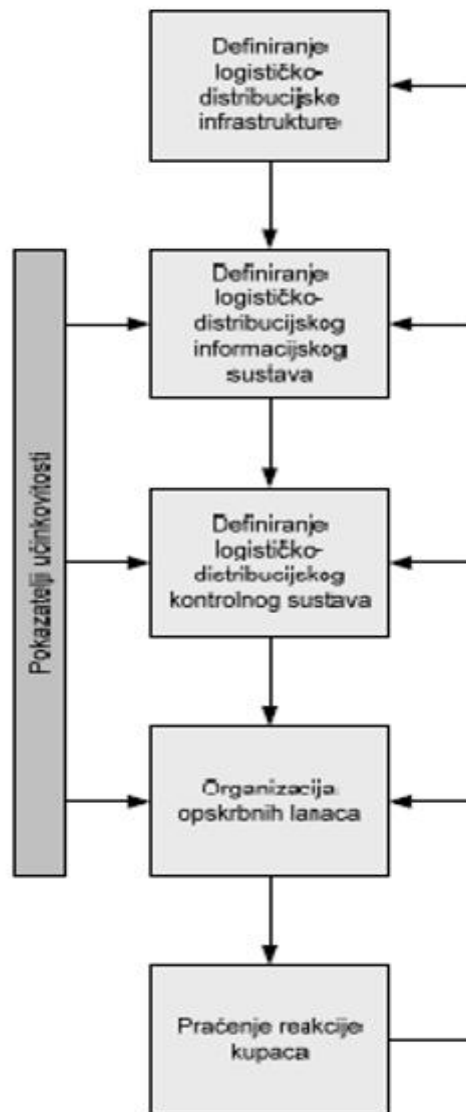 Definiranje
logističko-
distribucijske
infrastrukture
Definiranje
logističko-
distribucijskog
informacijskog
sustava
Pokazatelji učinkovitosti
Definiranje
logističko-
distribucijskog
kontrolnog sustava
Organizacija
opskrbnih lanaca
Praćenje reakcije
kupaca